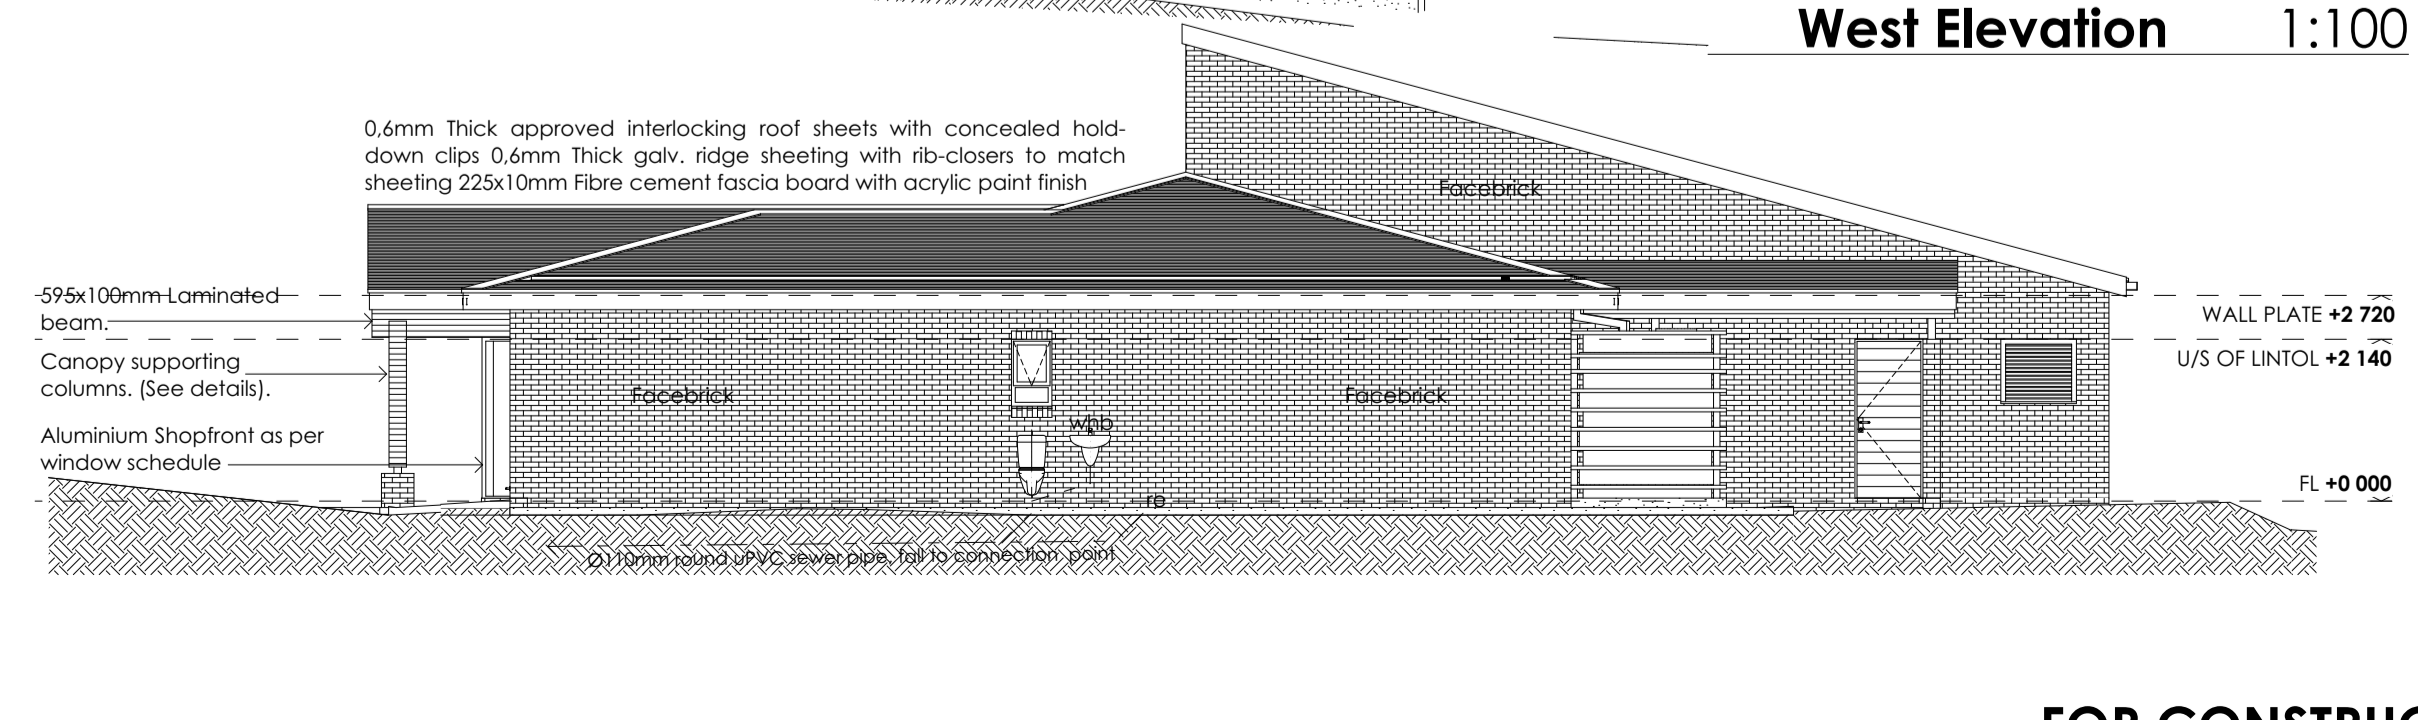 West Elevation 1:100
0,6mm Thick approved interlocking roof sheets with concealed hold-
down clips 0,6mm Thick galv. ridge sheeting with rib-closers to match
sheeting 225x10mm Fibre cement fascia board with acrylic paint finish
Facebrick
595x100mm Laminated
beam.
WALL PLATE +2 720
Canopy supporting
columns. (See details).
U/S OF LINTOL +2 140
Facebrick
Facebrick
whb
Aluminium Shopfront as per
window schedule
FL +0 000
re
Ø110mm round uPVC sewer pipe, fall to connection point